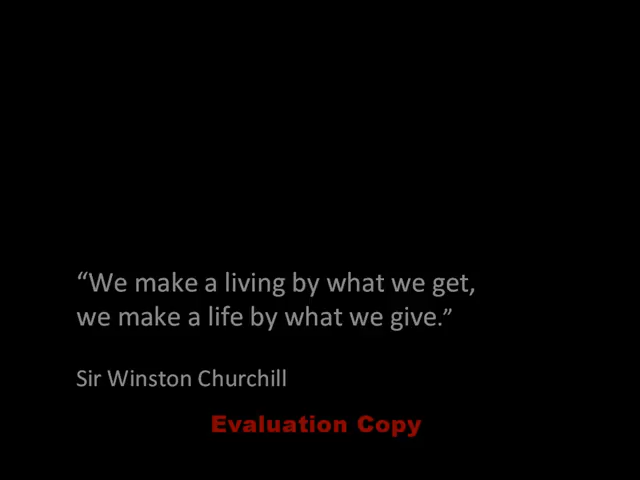 “We make a living by what we get,
we make a life by what we give.”
Sir Winston Churchill
Evaluation Copy